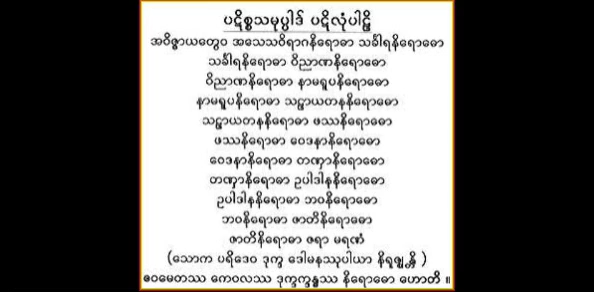 ပဋိစ္စသမုပ္ပါဒ် ပဋိလုံပါဠိ
အဝိဇ္ဇာယတွေဝ အသေသဝိရာဂနိရောဓာ သင်္ခါရနိရောဓော
သင်္ခါရနိရောဓာ ဝိညာဏနိရောဓော
ဝိညာဏနိရောဓာ နာမရူပနိရောဓော
နာမရူပနိရောဓာ သဠာယတနနိရောဓော
သဠာယတနနိရောဓာ ဖဿနိရောဓော
ဖဿနိရောဓာ ဝေဒနာနိရောဓော
ဝေဒနာနိရောဓာ တဏှာနိရောဓော
တဏှာနိရောဓာ ဥပါဒါနနိရောဓော
ဥပါဒါနနိရောဓာ ဘဝနိရောဓော
ဘဝနိရောဓာ ဇာတိနိရောဓော
ဇာတိနိရောဓာ ဇရာ မရဏံ
(သောက ပရိဒေဝ ဒုက္ခ ဒေါမနဿုပါယာ နိရုဇ္ဈန္တိ )
ဧဝမေတဿ ကေဝလဿ ဒုက္ခက္ခန္ဓဿ နိရောဓော ဟောတိ ။